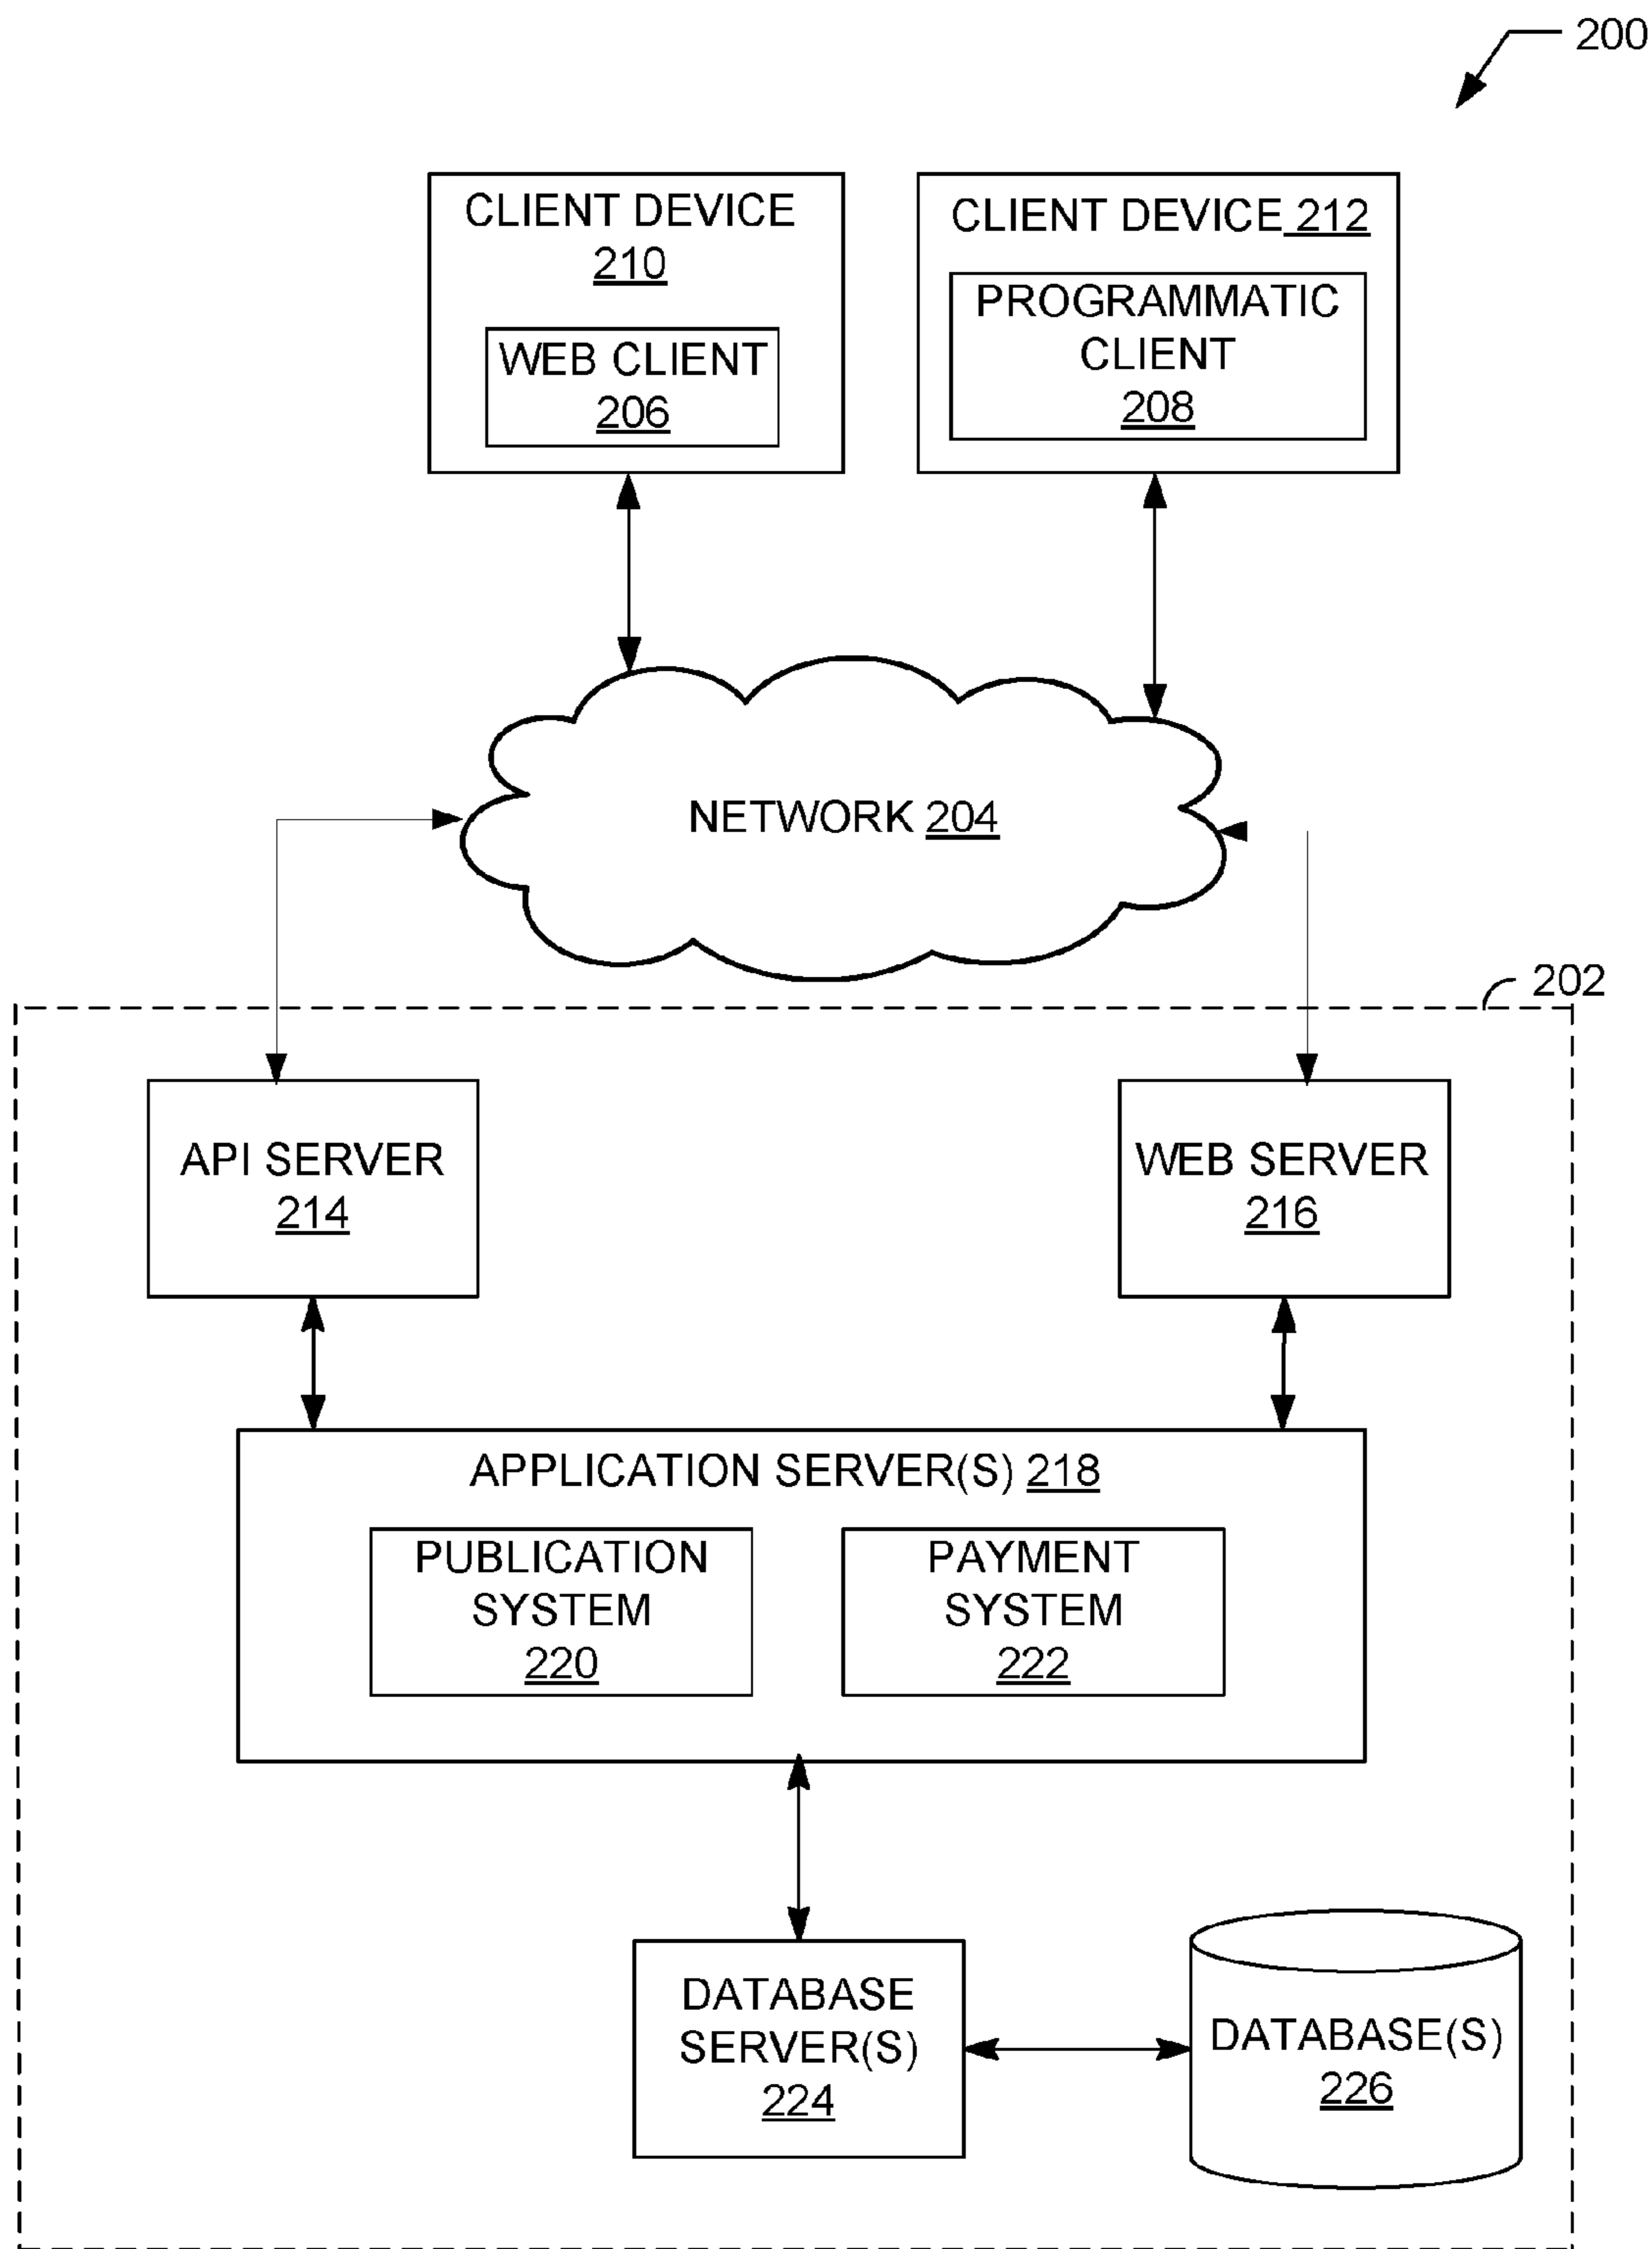 200
CLIENT DEVICE
210
WEB CLIENT
206
CLIENT DEVICE 212
PROGRAMMATIC
CLIENT
208
NETWORK 204
202
API SERVER
214
WEB SERVER
216
APPLICATION SERVER(S) 218
PUBLICATION
SYSTEM
220
PAYMENT
SYSTEM
222
DATABASE
SERVER(S)
224
DATABASE(S)
226